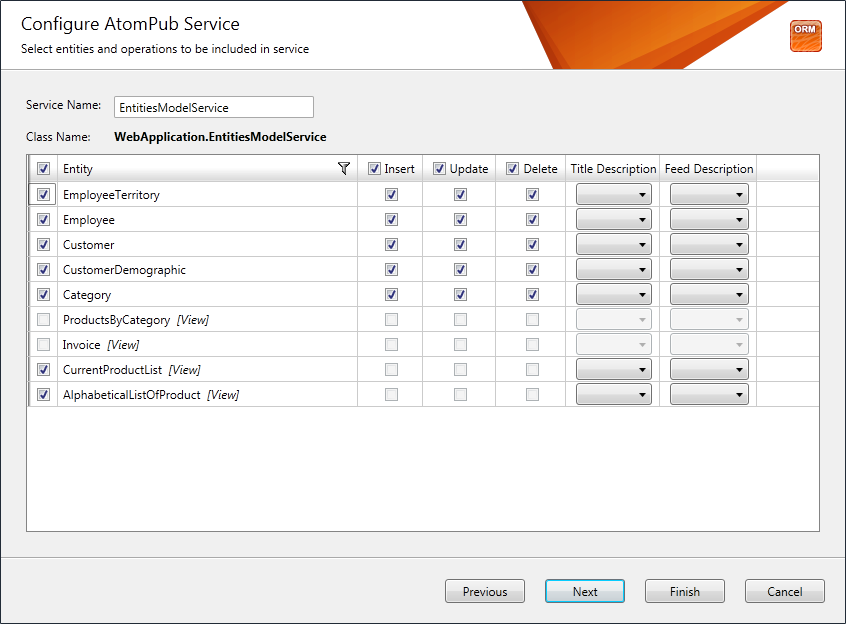 Configure AtomPub Service
Select entities and operations to be included in service
ORM
Service Name: EntitiesModelService
Class Name: WebApplication.EntitiesModelService
Entity Insert Update Delete Title Description Feed Description
EmployeeTerritory
Employee
Customer
CustomerDemographic
Category
ProductsByCategory [View]
Invoice [View]
CurrentProductList [View]
AlphabeticalListOfProduct [View]
Previous Next Finish Cancel